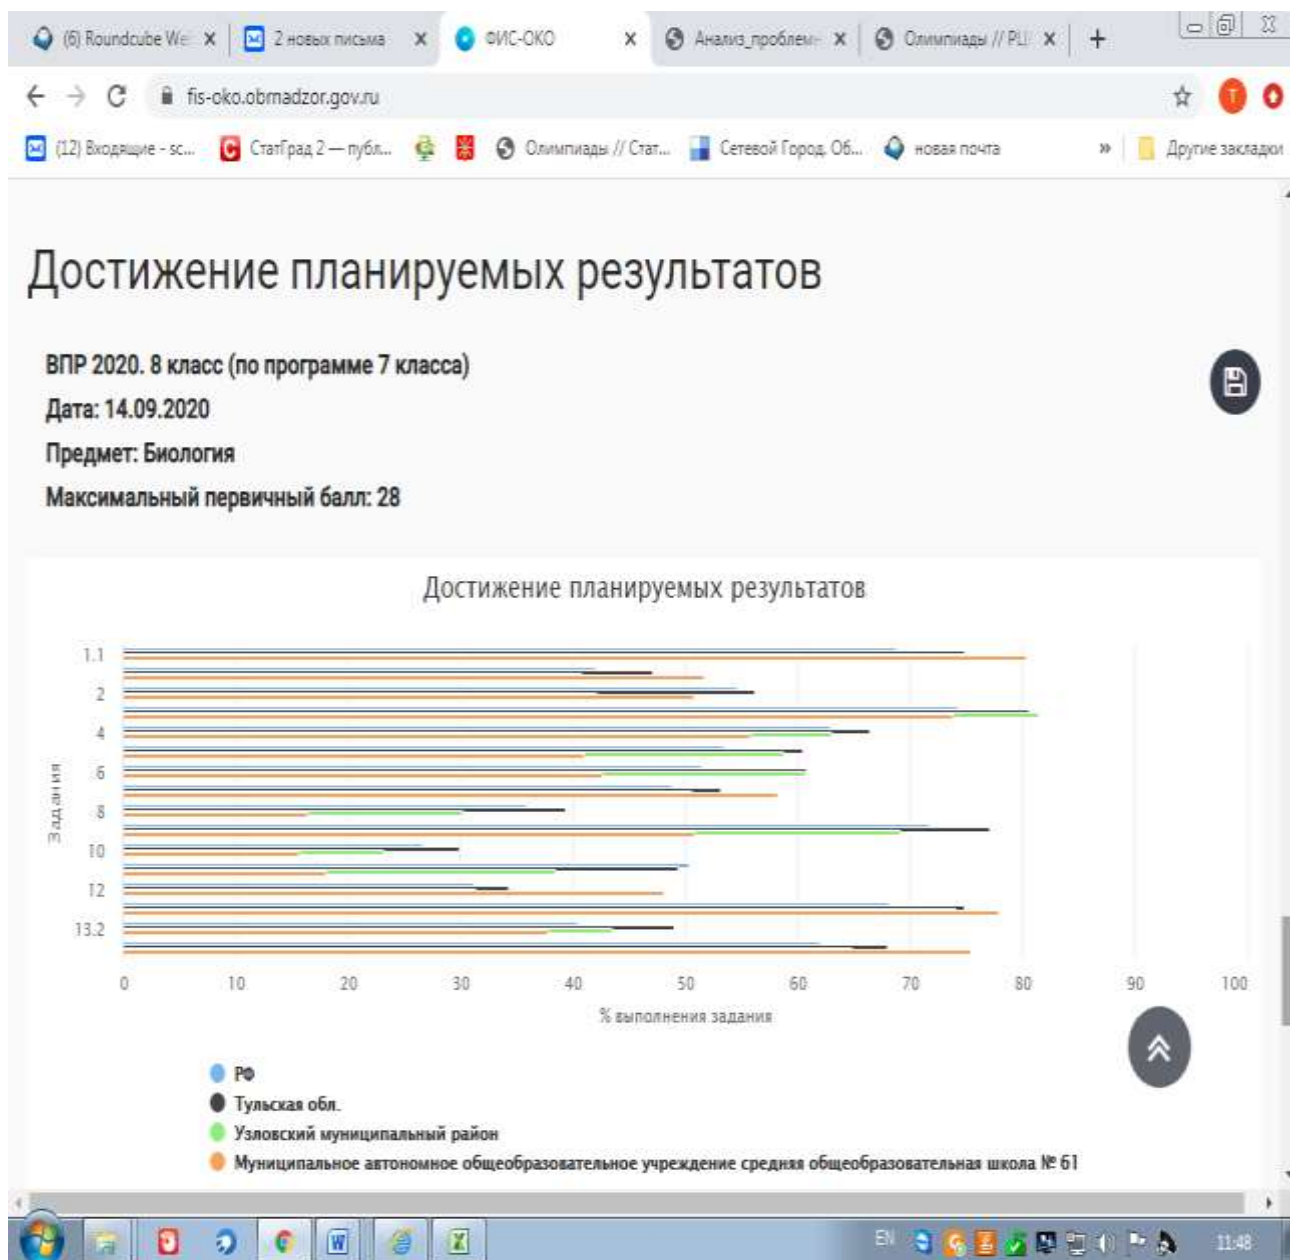 (6) Roundcube We
2 новых письма
ФИС-ОКО
Анализ_проблем
Олимпиады // РЦ
fis-oko.obrnadzor.gov.ru
Т
(12) Входящие - sc...
СтатГрад 2 — публ...
Олимпиады // Стат...
Сетевой Город. Об...
новая почта
»
Другие закладки
Достижение планируемых результатов
ВПР 2020. 8 класс (по программе 7 класса)
Дата: 14.09.2020
Предмет: Биология
Максимальный первичный балл: 28
Достижение планируемых результатов
Задания
1.1
2
4
6
8
10
12
13.2
0 10 20 30 40 50 60 70 80 90 100
% выполнения задания
РФ
Тульская обл.
Узловский муниципальный район
Муниципальное автономное общеобразовательное учреждение средняя общеобразовательная школа № 61
EN
11:48